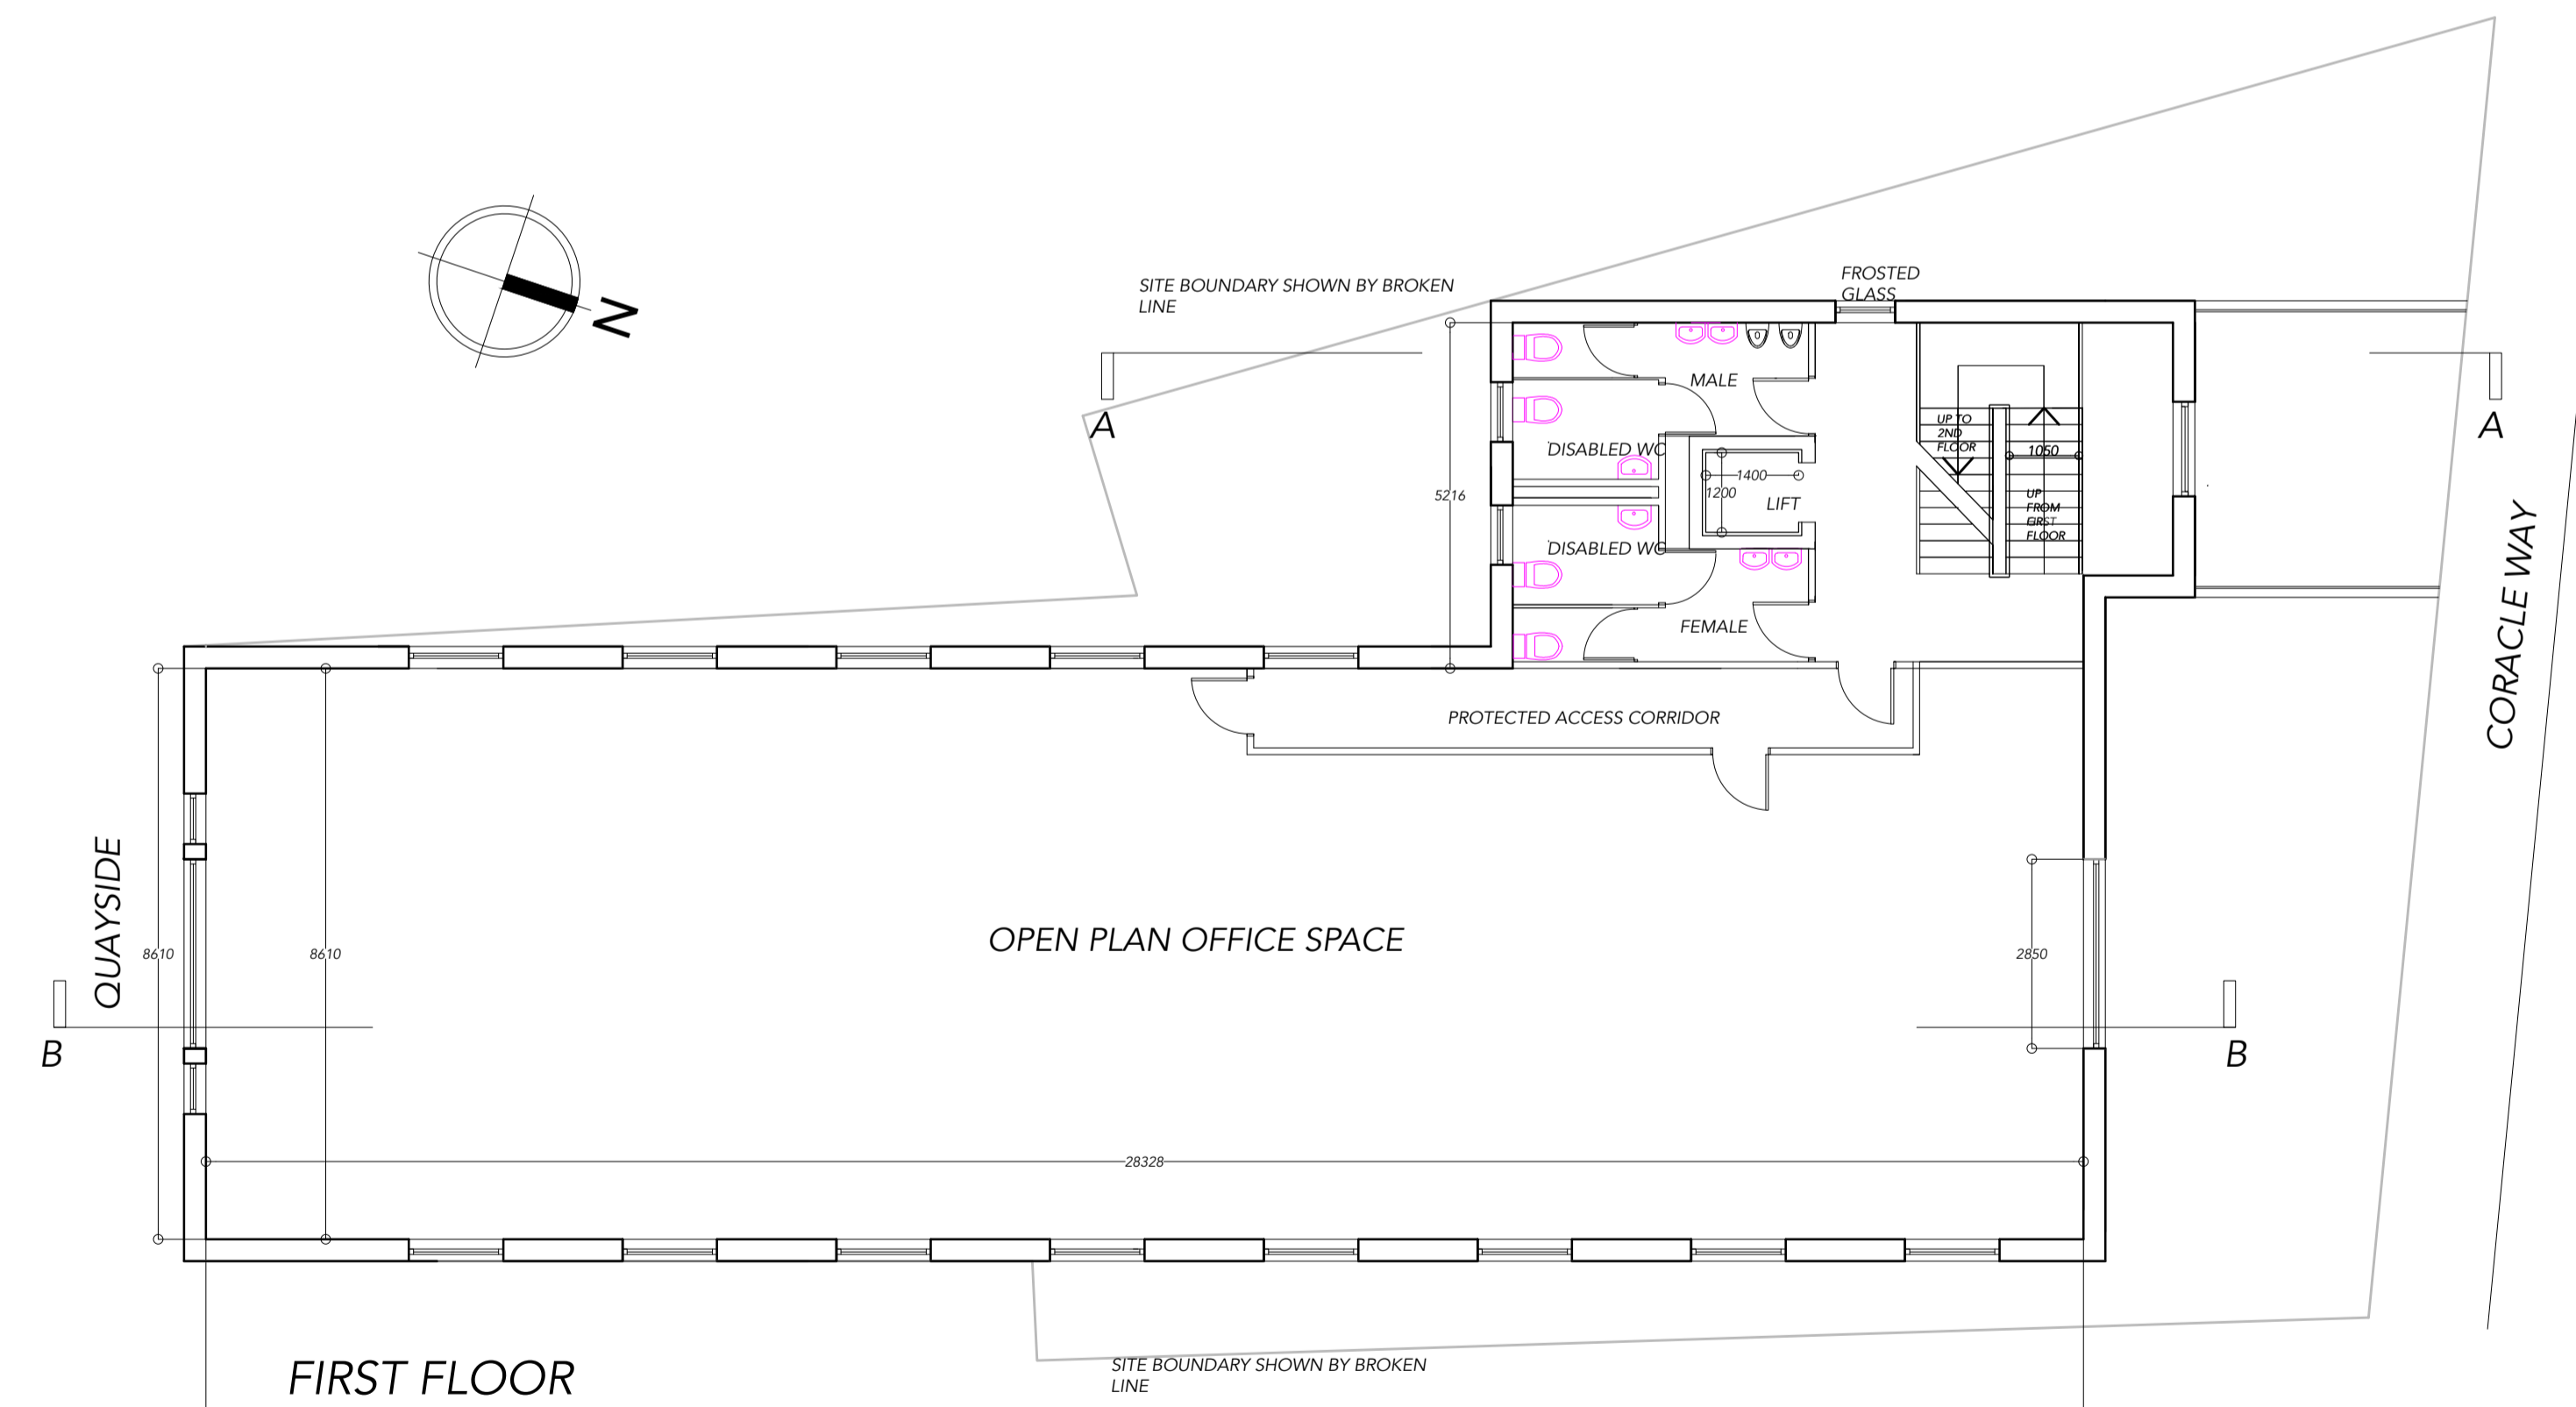 N
SITE BOUNDARY SHOWN BY BROKEN
LINE
FROSTED
GLASS
A
A
MALE
UP TO
2ND
FLOOR
1050
DISABLED WC
1400
1200
LIFT
5216
UP
FROM
FIRST
FLOOR
DISABLED WC
FEMALE
CORACLE WAY
PROTECTED ACCESS CORRIDOR
QUAYSIDE
8610
8610
OPEN PLAN OFFICE SPACE
2850
B
B
28328
FIRST FLOOR
SITE BOUNDARY SHOWN BY BROKEN
LINE